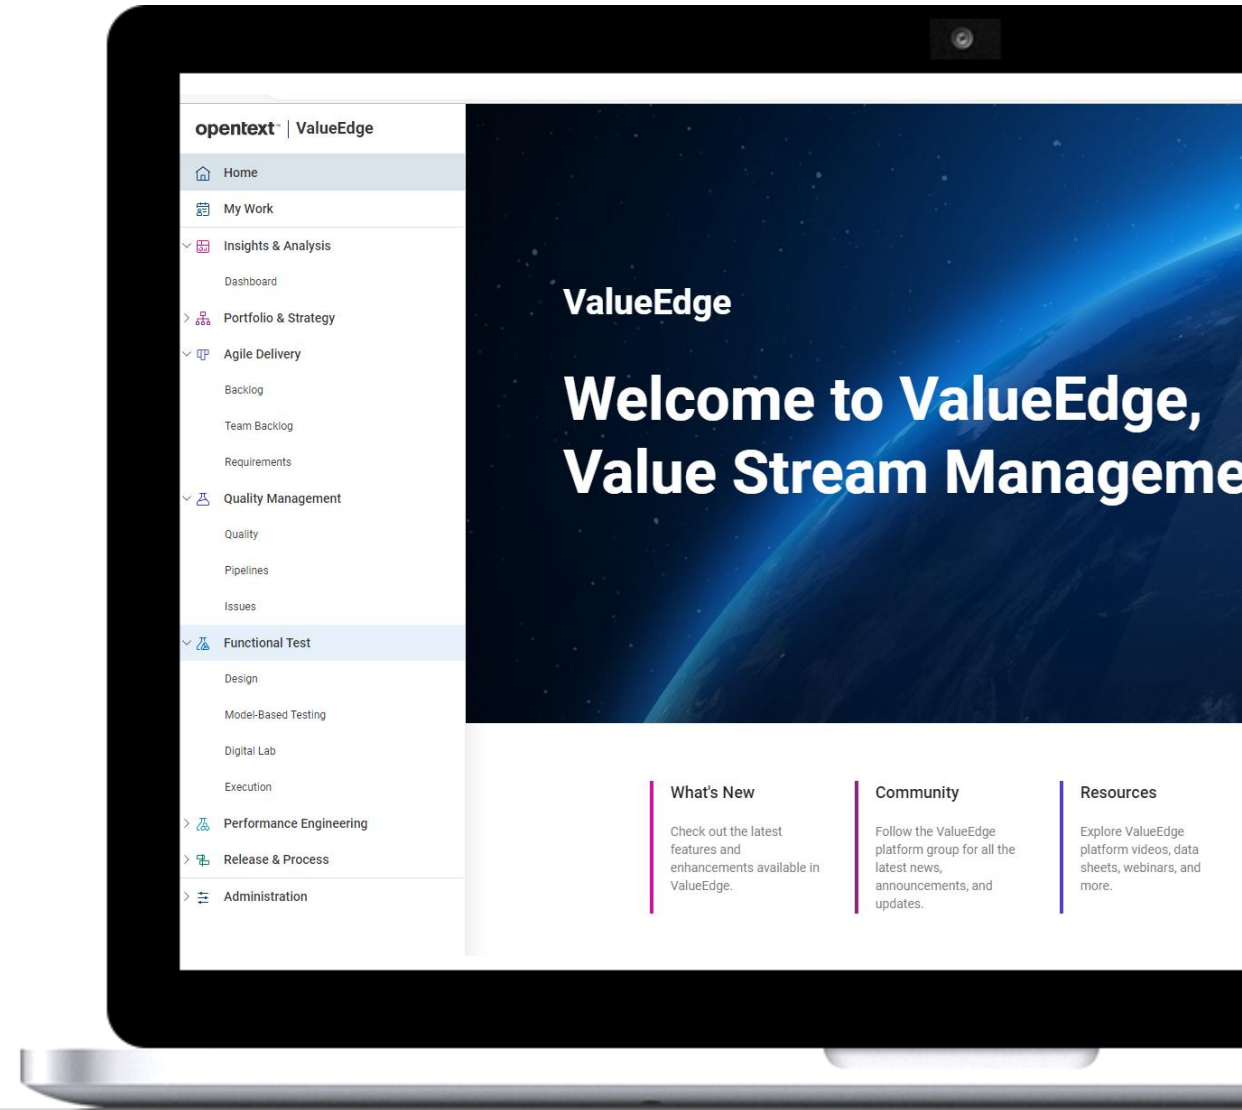 opentext™ | ValueEdge
Home
My Work
Insights & Analysis
Dashboard
Portfolio & Strategy
Agile Delivery
Backlog
Team Backlog
Requirements
Quality Management
Quality
Pipelines
Issues
Functional Test
Design
Model-Based Testing
Digital Lab
Execution
Performance Engineering
Release & Process
Administration
ValueEdge
Welcome to ValueEdge,
Value Stream Manageme
What's New
Check out the latest
features and
enhancements available in
ValueEdge.
Community
Follow the ValueEdge
platform group for all the
latest news,
announcements, and
updates.
Resources
Explore ValueEdge
platform videos, data
sheets, webinars, and
more.